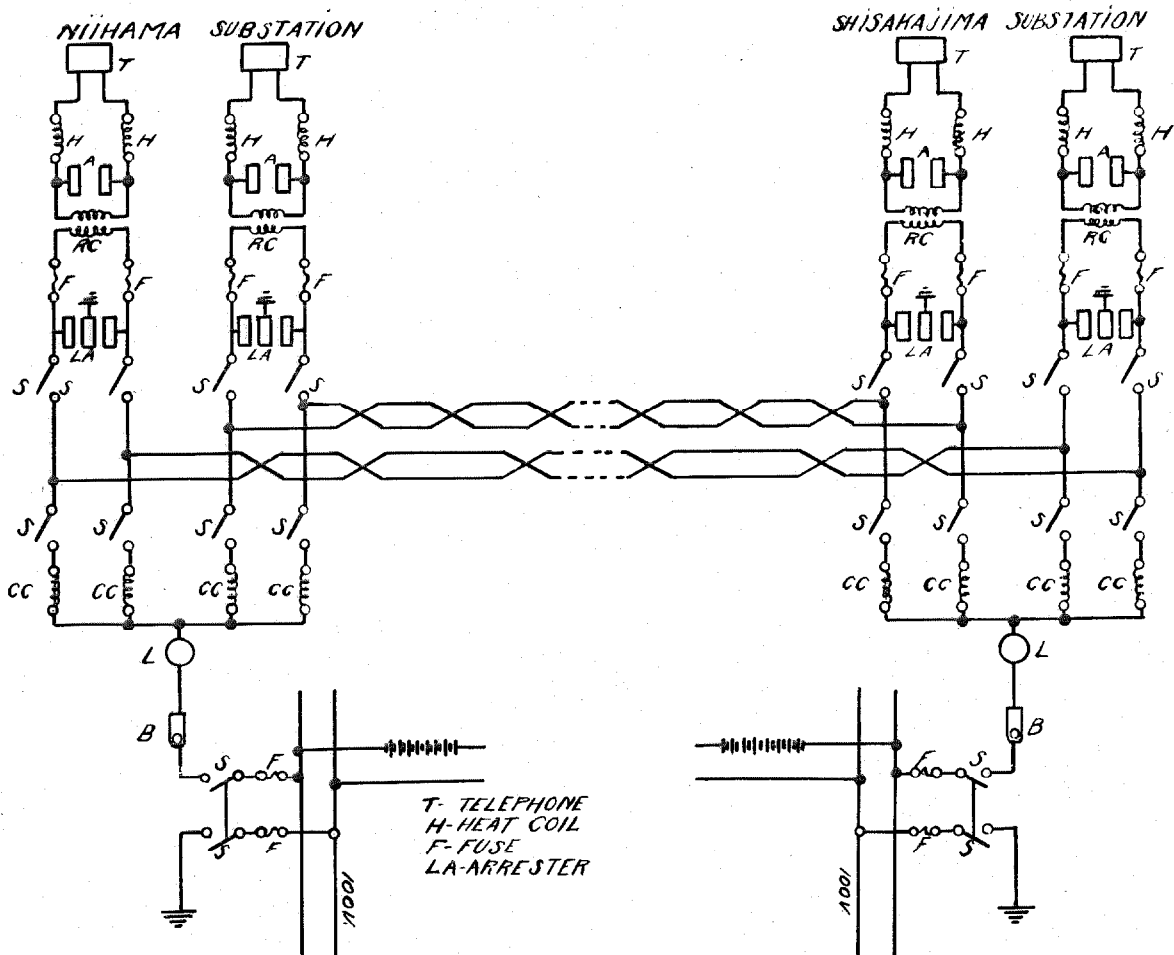 NIIHAMA SUBSTATION SHISAKAJIMA SUBSTATION
T T T T
H H H H H H H H
A A A A
RC RC RC RC
F F F F F F F F
LA LA LA LA
S S S S S S S S
S S S S S S S S
CC CC CC CC CC CC CC CC
L L
B B
S F F S
S F F S
T- TELEPHONE
H-HEAT COIL
F-FUSE
LA-ARRESTER
100V 100V